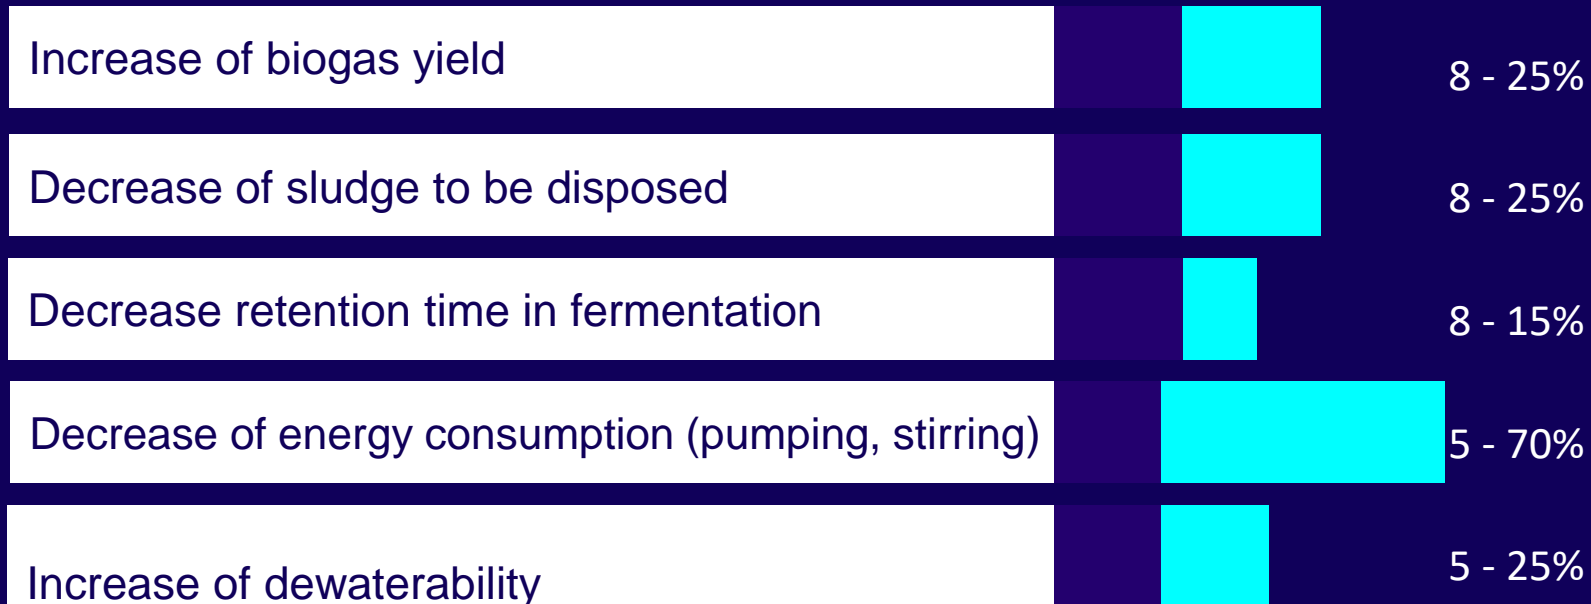 Increase of biogas yield 8 - 25%
Decrease of sludge to be disposed 8 - 25%
Decrease retention time in fermentation 8 - 15%
Decrease of energy consumption (pumping, stirring) 5 - 70%
Increase of dewaterability 5 - 25%